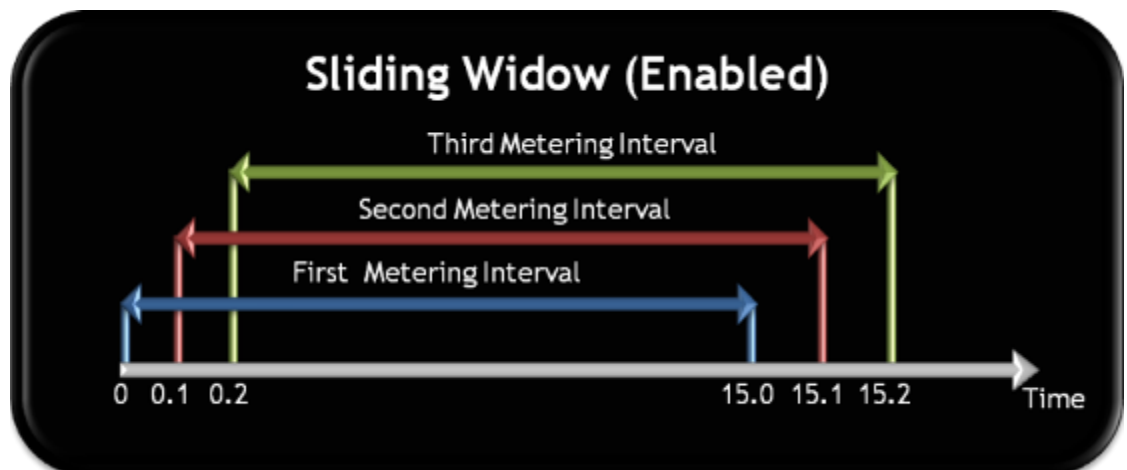 Sliding Widow (Enabled)
Third Metering Interval
Second Metering Interval
First Metering Interval
0 0.1 0.2 15.0 15.1 15.2
Time